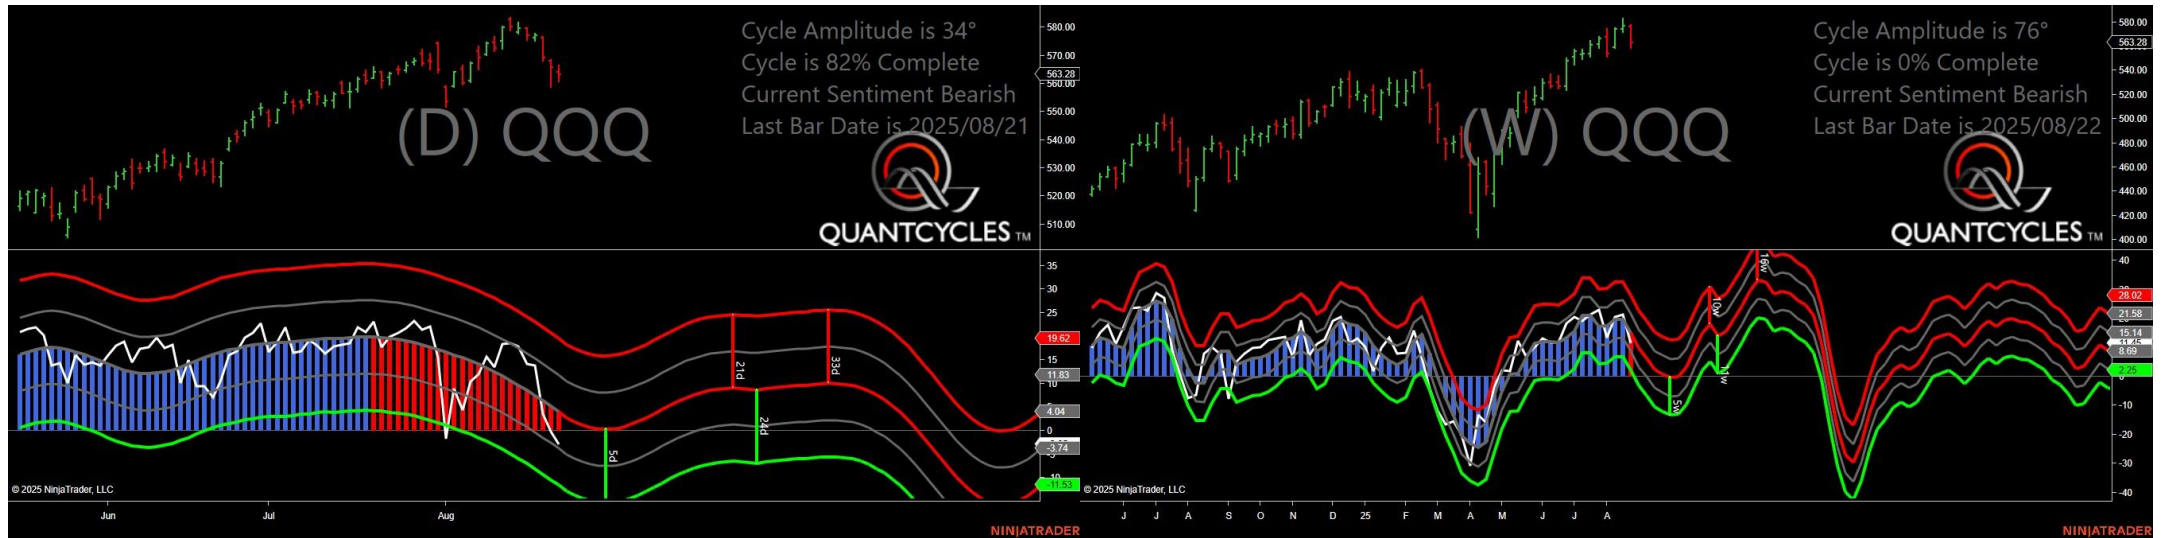 Cycle Amplitude is 34°
Cycle is 82% Complete
Current Sentiment Bearish
Last Bar Date is 2025/08/21
(D) QQQ
QUANTCYCLES TM
580.00
570.00
563.28
560.00
550.00
540.00
530.00
520.00
510.00
35
30
25
19.62
15
11.83
10
4.04
0
-3.74
-10
-11.53
5d
21d
24d
33d
© 2025 NinjaTrader, LLC
Jun
Jul
Aug
NINJATRADER
Cycle Amplitude is 76°
Cycle is 0% Complete
Current Sentiment Bearish
Last Bar Date is 2025/08/22
(W) QQQ
QUANTCYCLES TM
580.00
563.28
540.00
520.00
500.00
480.00
460.00
440.00
420.00
400.00
40
28.02
21.58
15.14
11.45
8.69
2.25
0
-10
-20
-30
-40
5w
10w
11w
16w
© 2025 NinjaTrader, LLC
J J A S O N D 25 F M A M J J A
NINJATRADER